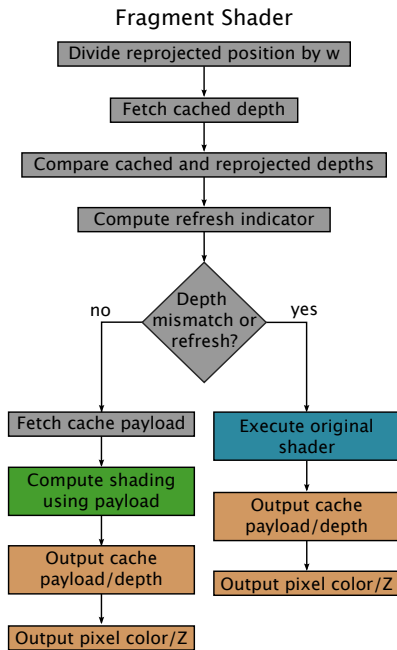 Fragment Shader
Divide reprojected position by w
Fetch cached depth
Compare cached and reprojected depths
Compute refresh indicator
Depth
mismatch or
refresh?
no
yes
Fetch cache payload
Compute shading
using payload
Output cache
payload/depth
Output pixel color/Z
Execute original
shader
Output cache
payload/depth
Output pixel color/Z